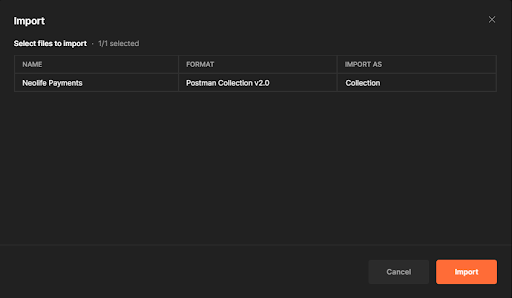 Import
Select files to import · 1/1 selected
NAME FORMAT IMPORT AS
Neolife Payments Postman Collection v2.0 Collection
Cancel Import